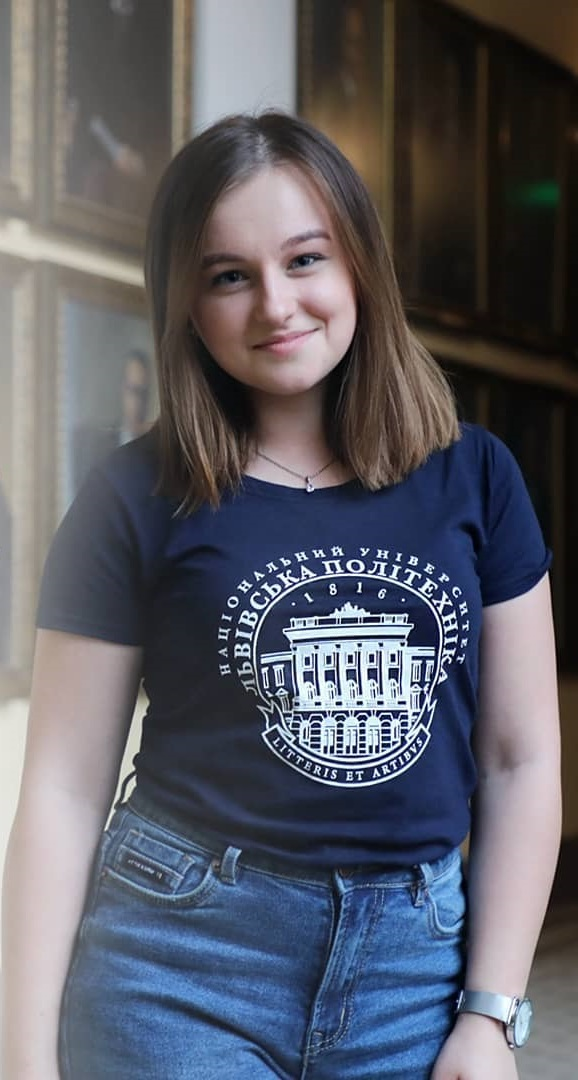 НАЦІОНАЛЬНИЙ УНІВЕРСИТЕТ
ЛЬВІВСЬКА ПОЛІТЕХНІКА
· 1816 ·
LITTERIS ET ARTIBVS